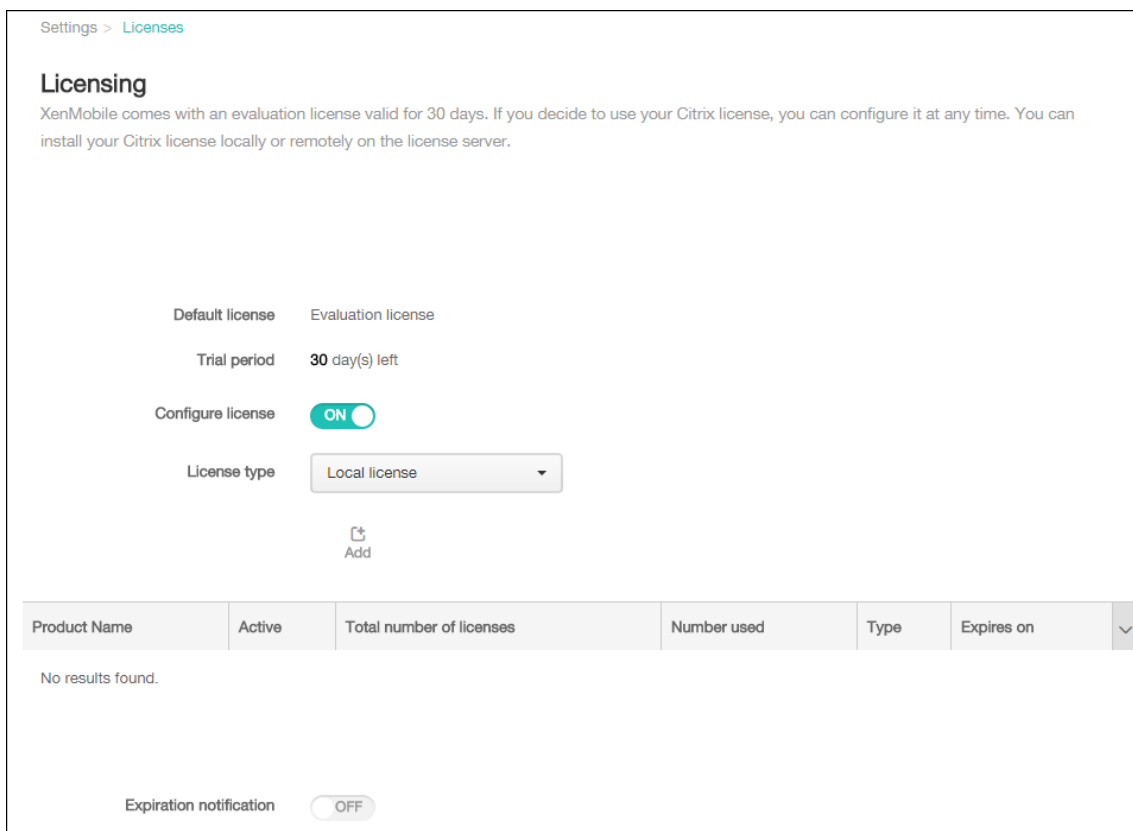 Settings > Licenses
Licensing
XenMobile comes with an evaluation license valid for 30 days. If you decide to use your Citrix license, you can configure it at any time. You can
install your Citrix license locally or remotely on the license server.
Default license Evaluation license
Trial period 30 day(s) left
Configure license ON
License type Local license
Add
Product Name Active Total number of licenses Number used Type Expires on
No results found.
Expiration notification OFF